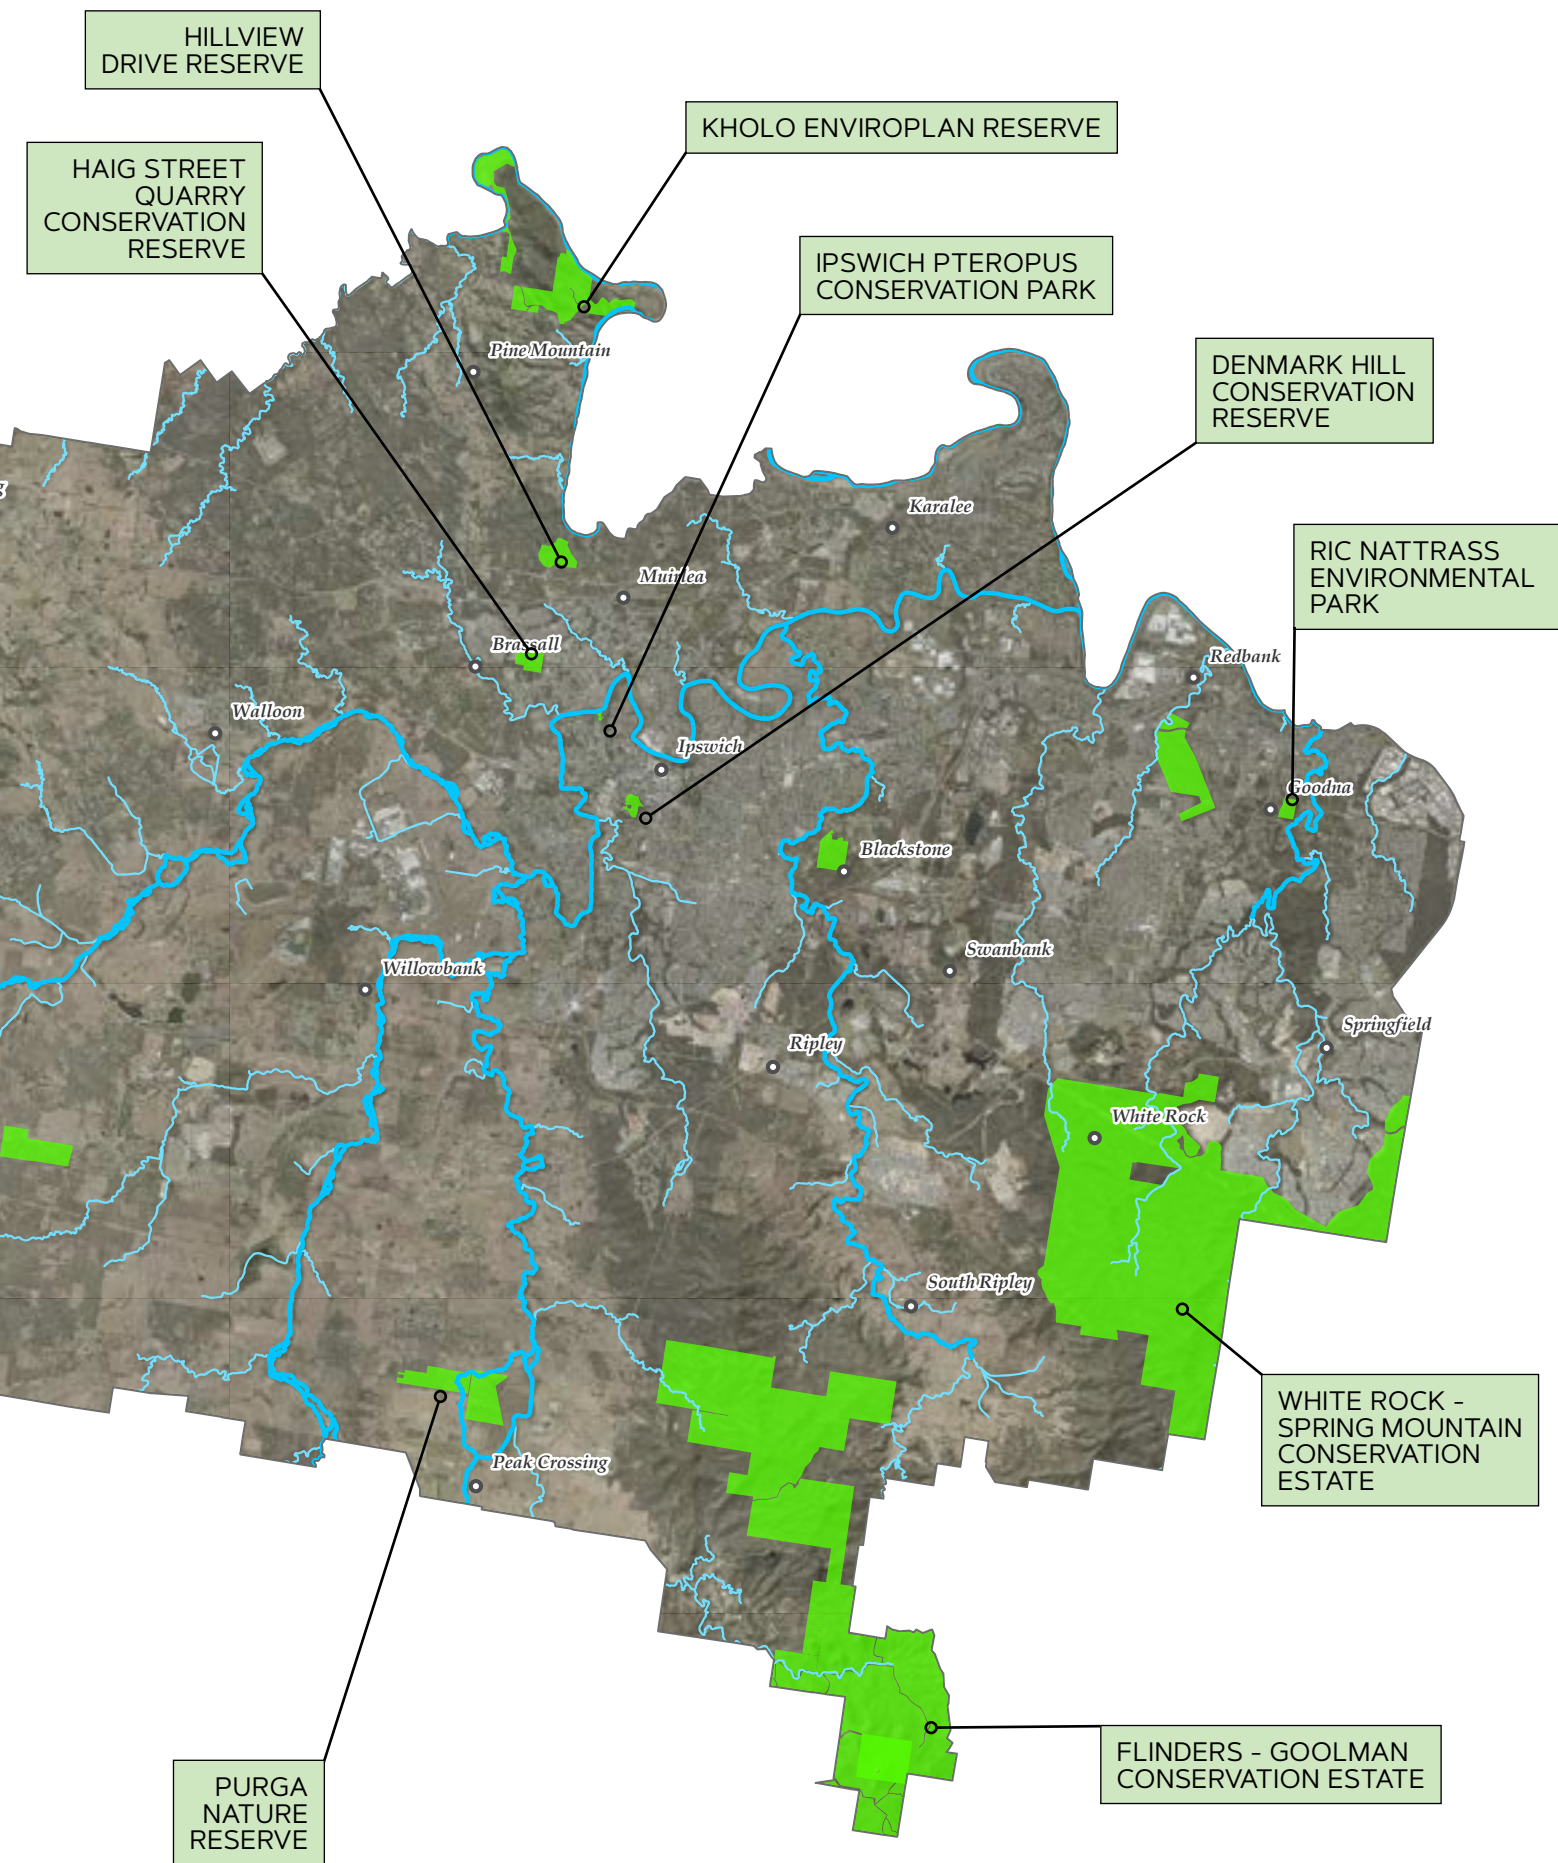 HILLVIEW
DRIVE RESERVE
KHOLO ENVIROPLAN RESERVE
HAIG STREET
QUARRY
CONSERVATION
RESERVE
IPSWICH PTEROPUS
CONSERVATION PARK
Pine Mountain
DENMARK HILL
CONSERVATION
RESERVE
Karalee
RIC NATTRASS
ENVIRONMENTAL
PARK
Muirlea
Brassall
Redbank
Walloon
Ipswich
Goodna
Blackstone
Swanbank
Willowbank
Springfield
Ripley
White Rock
South Ripley
WHITE ROCK -
SPRING MOUNTAIN
CONSERVATION
ESTATE
Peak Crossing
FLINDERS - GOOLMAN
CONSERVATION ESTATE
PURGA
NATURE
RESERVE